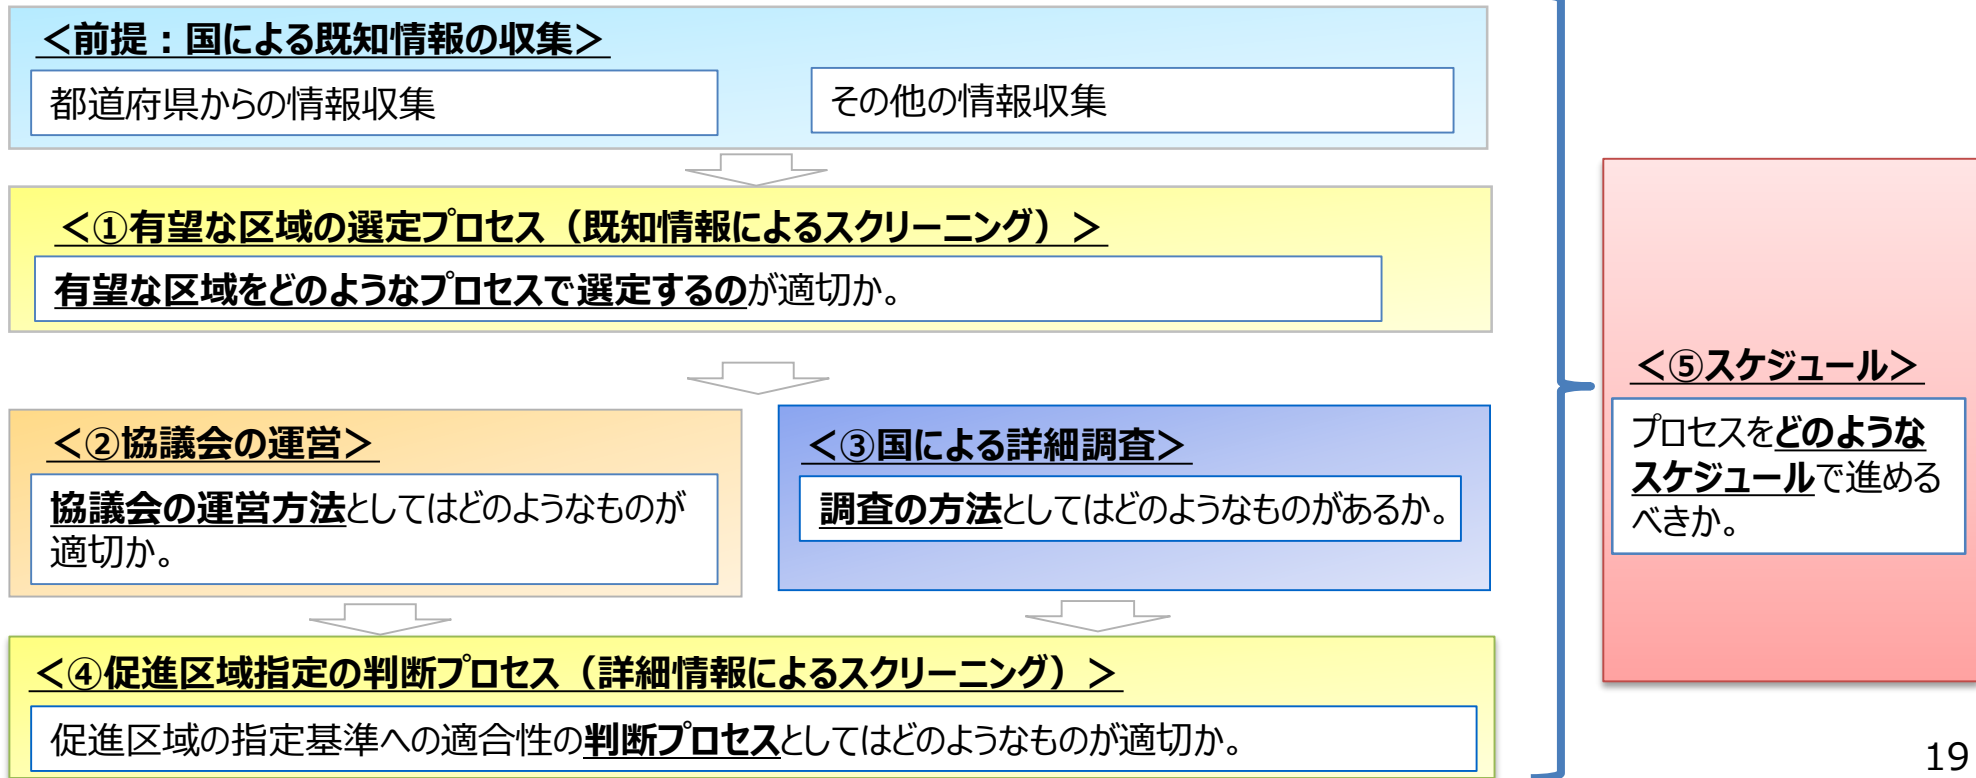 ＜前提：国による既知情報の収集＞
都道府県からの情報収集
その他の情報収集
＜①有望な区域の選定プロセス（既知情報によるスクリーニング）＞
有望な区域をどのようなプロセスで選定するのが適切か。
＜②協議会の運営＞
協議会の運営方法としてはどのようなものが
適切か。
＜③国による詳細調査＞
調査の方法としてはどのようなものがあるか。
＜④促進区域指定の判断プロセス（詳細情報によるスクリーニング）＞
促進区域の指定基準への適合性の判断プロセスとしてはどのようなものが適切か。
＜⑤スケジュール＞
プロセスをどのような
スケジュールで進める
べきか。
19